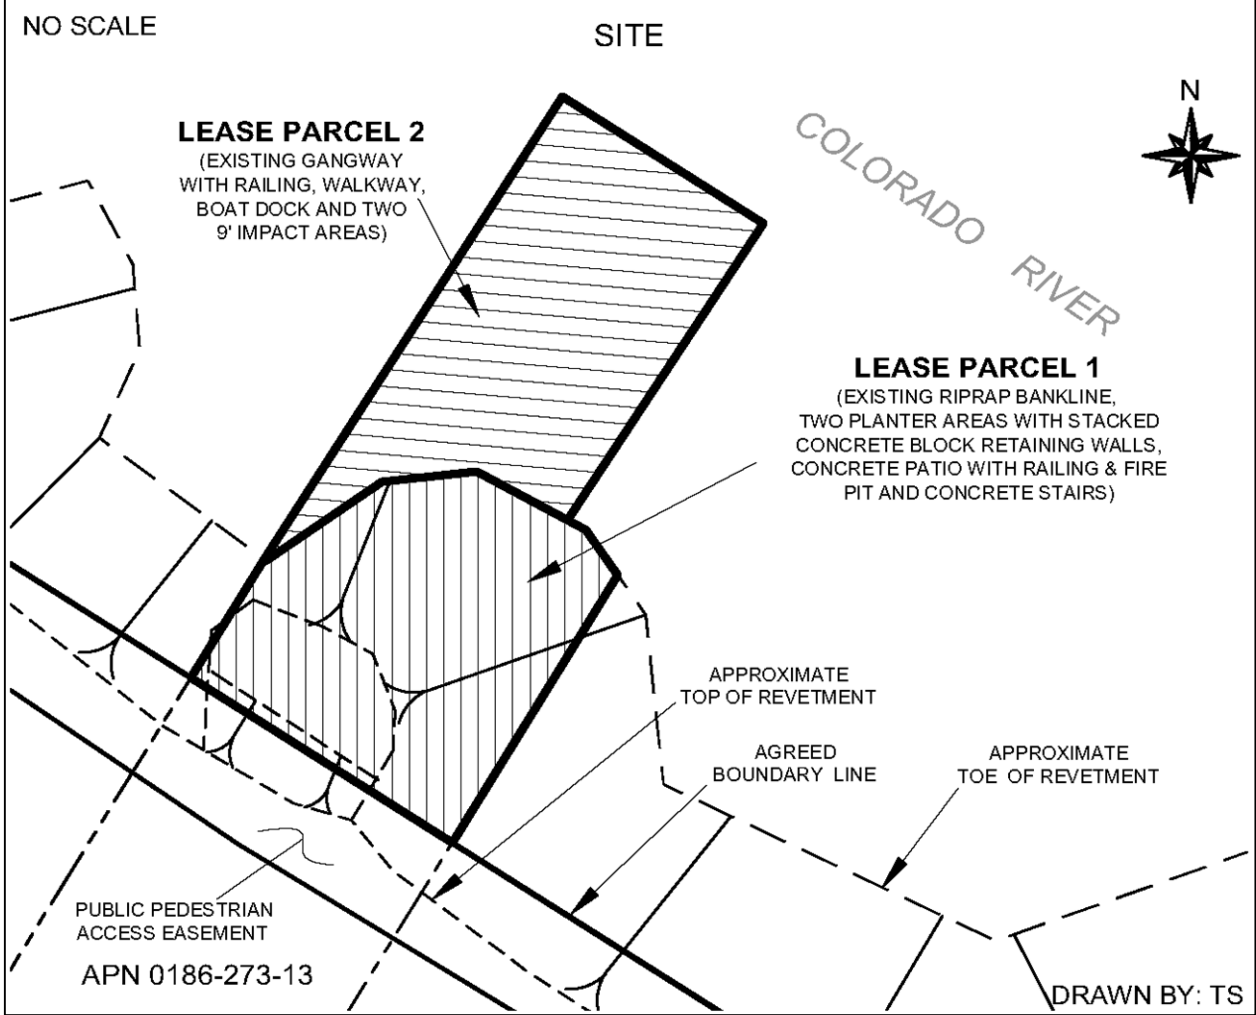 NO SCALE
SITE
N
LEASE PARCEL 2
(EXISTING GANGWAY
WITH RAILING, WALKWAY,
BOAT DOCK AND TWO
9' IMPACT AREAS)
COLORADO RIVER
LEASE PARCEL 1
(EXISTING RIPRAP BANKLINE,
TWO PLANTER AREAS WITH STACKED
CONCRETE BLOCK RETAINING WALLS,
CONCRETE PATIO WITH RAILING & FIRE
PIT AND CONCRETE STAIRS)
APPROXIMATE
TOP OF REVETMENT
AGREED
BOUNDARY LINE
APPROXIMATE
TOE OF REVETMENT
PUBLIC PEDESTRIAN
ACCESS EASEMENT
APN 0186-273-13
DRAWN BY: TS